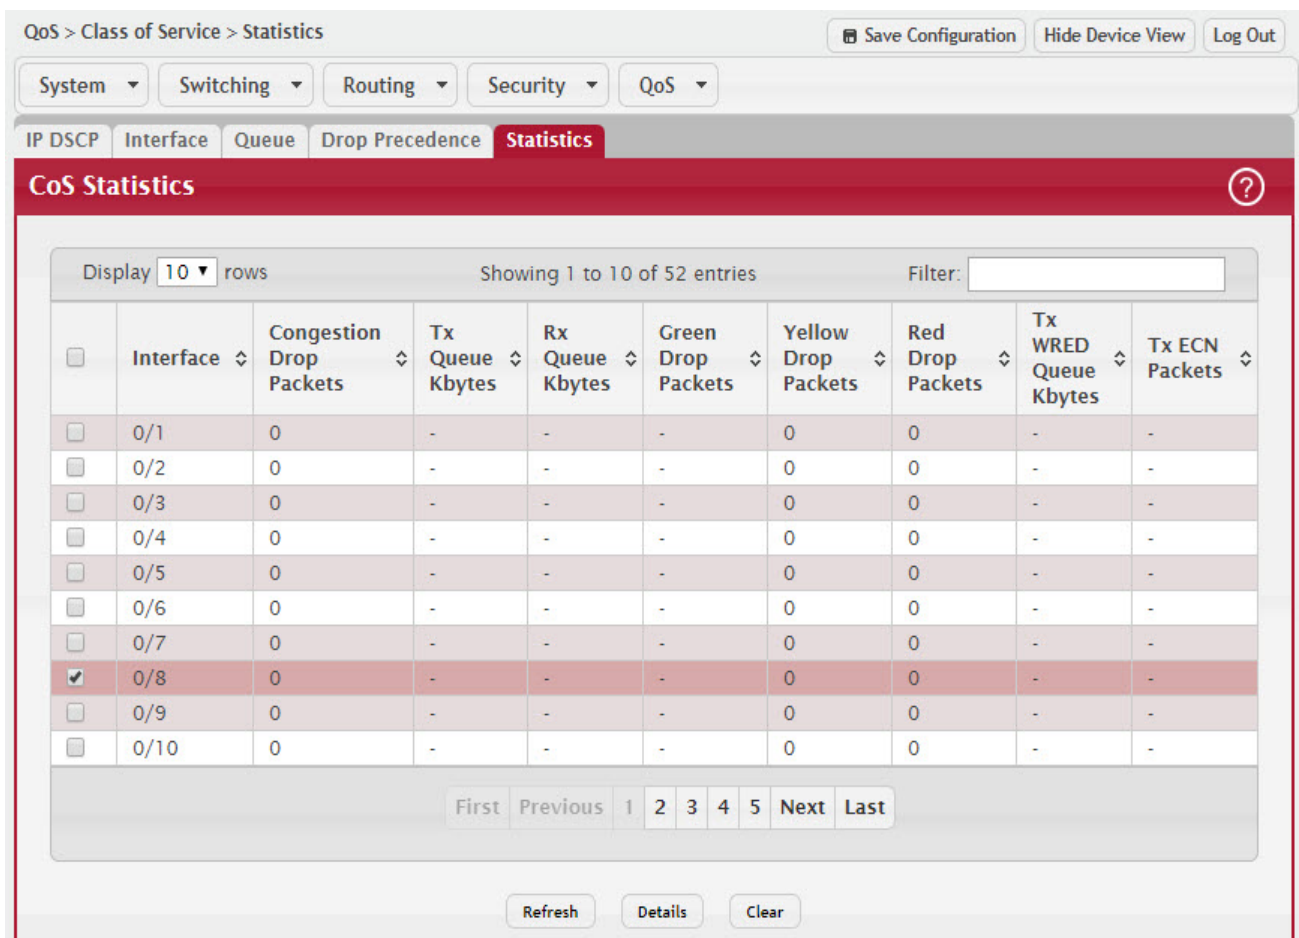 QoS > Class of Service > Statistics Save Configuration Hide Device View Log Out
System Switching Routing Security QoS
IP DSCP Interface Queue Drop Precedence Statistics
CoS Statistics ?
Display 10 rows Showing 1 to 10 of 52 entries Filter:
Interface Congestion Drop Packets Tx Queue Kbytes Rx Queue Kbytes Green Drop Packets Yellow Drop Packets Red Drop Packets Tx WRED Queue Kbytes Tx ECN Packets
0/1 0 - - - 0 0 - -
0/2 0 - - - 0 0 - -
0/3 0 - - - 0 0 - -
0/4 0 - - - 0 0 - -
0/5 0 - - - 0 0 - -
0/6 0 - - - 0 0 - -
0/7 0 - - - 0 0 - -
0/8 0 - - - 0 0 - -
0/9 0 - - - 0 0 - -
0/10 0 - - - 0 0 - -
First Previous 1 2 3 4 5 Next Last
Refresh Details Clear